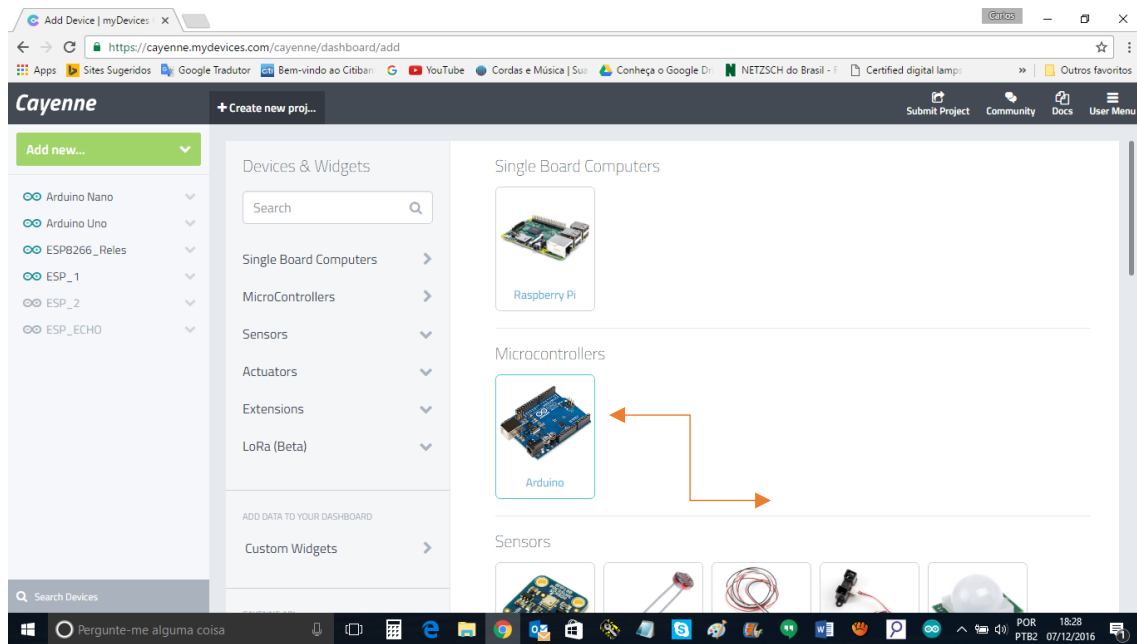 Add Device | myDevices
Carlos
https://cayenne.mydevices.com/cayenne/dashboard/add
Apps Sites Sugeridos Google Tradutor Bem-vindo ao Citiban YouTube Cordas e Música | Sua Conheça o Google Dri NETZSCH do Brasil - F Certified digital lamps » Outros favoritos
Cayenne
+ Create new proj...
Submit Project Community Docs User Menu
Add new...
Arduino Nano
Arduino Uno
ESP8266_Reles
ESP_1
ESP_2
ESP_ECHO
Search Devices
Devices & Widgets
Search
Single Board Computers
MicroControllers
Sensors
Actuators
Extensions
LoRa (Beta)
ADD DATA TO YOUR DASHBOARD
Custom Widgets
Single Board Computers
Raspberry Pi
Microcontrollers
Arduino
Sensors
Pergunte-me alguma coisa
POR
PTB2
18:28
07/12/2016